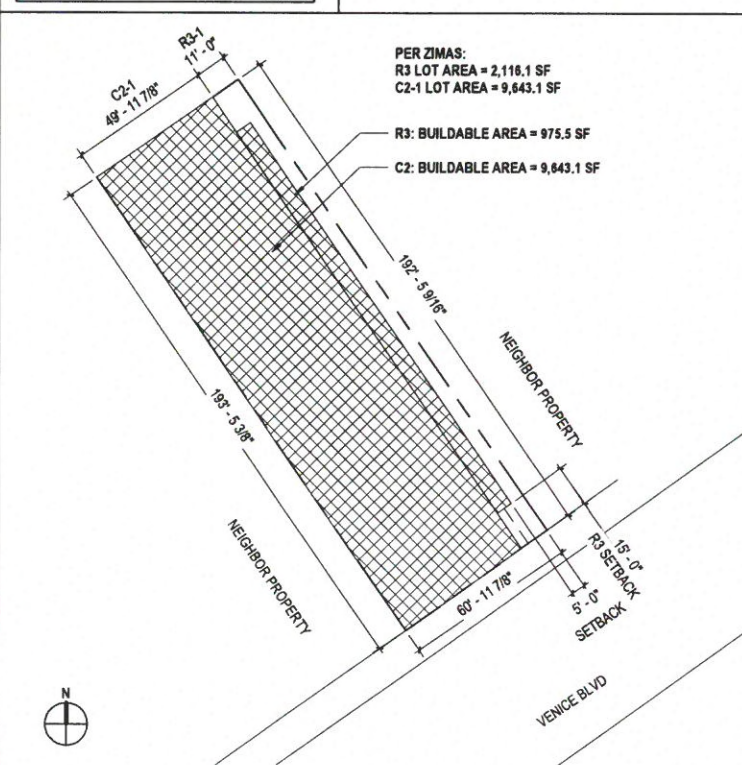 R3-1
11' - 0"
C2-1
49' - 11 7/8"
PER ZIMAS:
R3 LOT AREA = 2,116.1 SF
C2-1 LOT AREA = 9,643.1 SF
R3: BUILDABLE AREA = 975.5 SF
C2: BUILDABLE AREA = 9,643.1 SF
192' - 5 9/16"
NEIGHBOR PROPERTY
193' - 5 3/8"
NEIGHBOR PROPERTY
15' - 0"
R3 SETBACK
60' - 11 7/8"
5' - 0"
SETBACK
VENICE BLVD
N